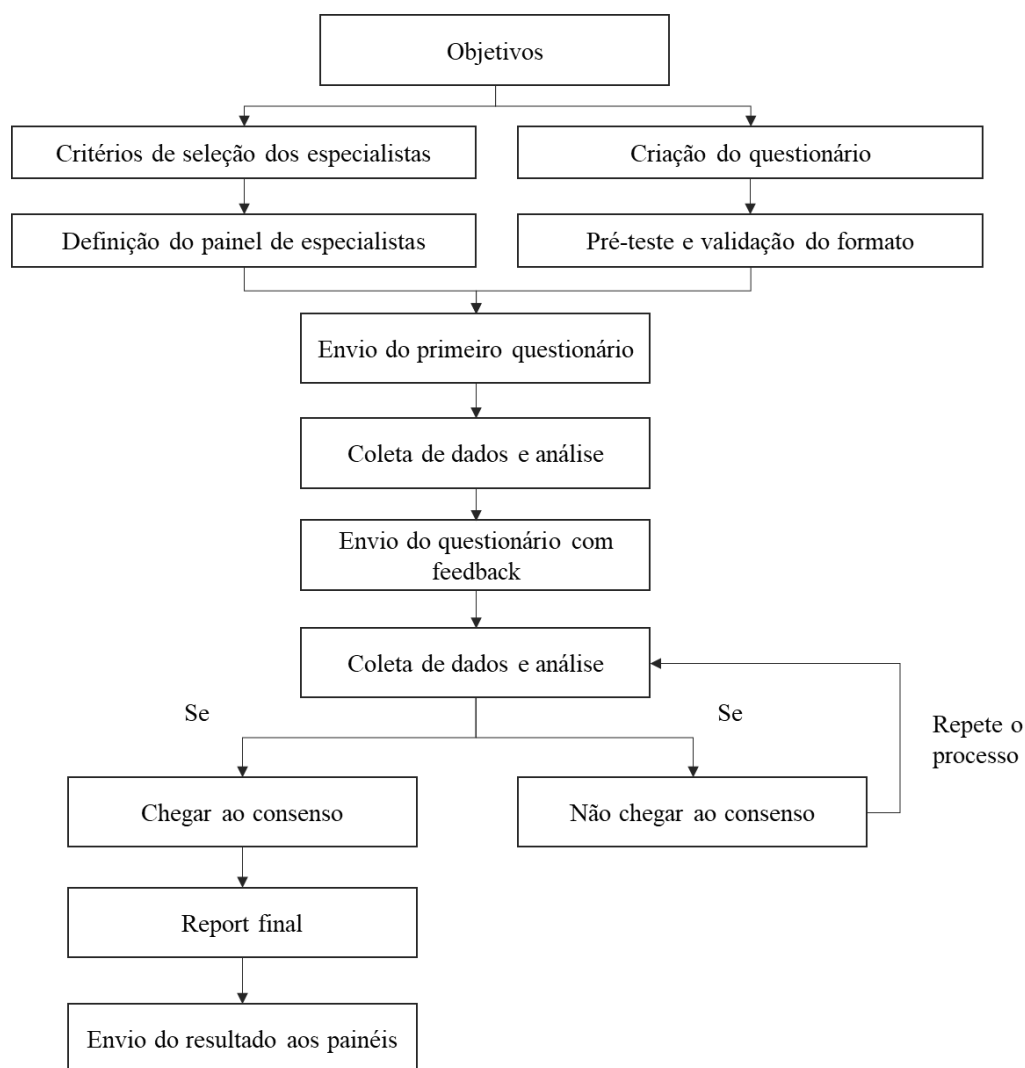 Objetivos
Critérios de seleção dos especialistas
Criação do questionário
Definição do painel de especialistas
Pré-teste e validação do formato
Envio do primeiro questionário
Coleta de dados e análise
Envio do questionário com
feedback
Coleta de dados e análise
Se
Se
Repete o
processo
Chegar ao consenso
Não chegar ao consenso
Report final
Envio do resultado aos painéis